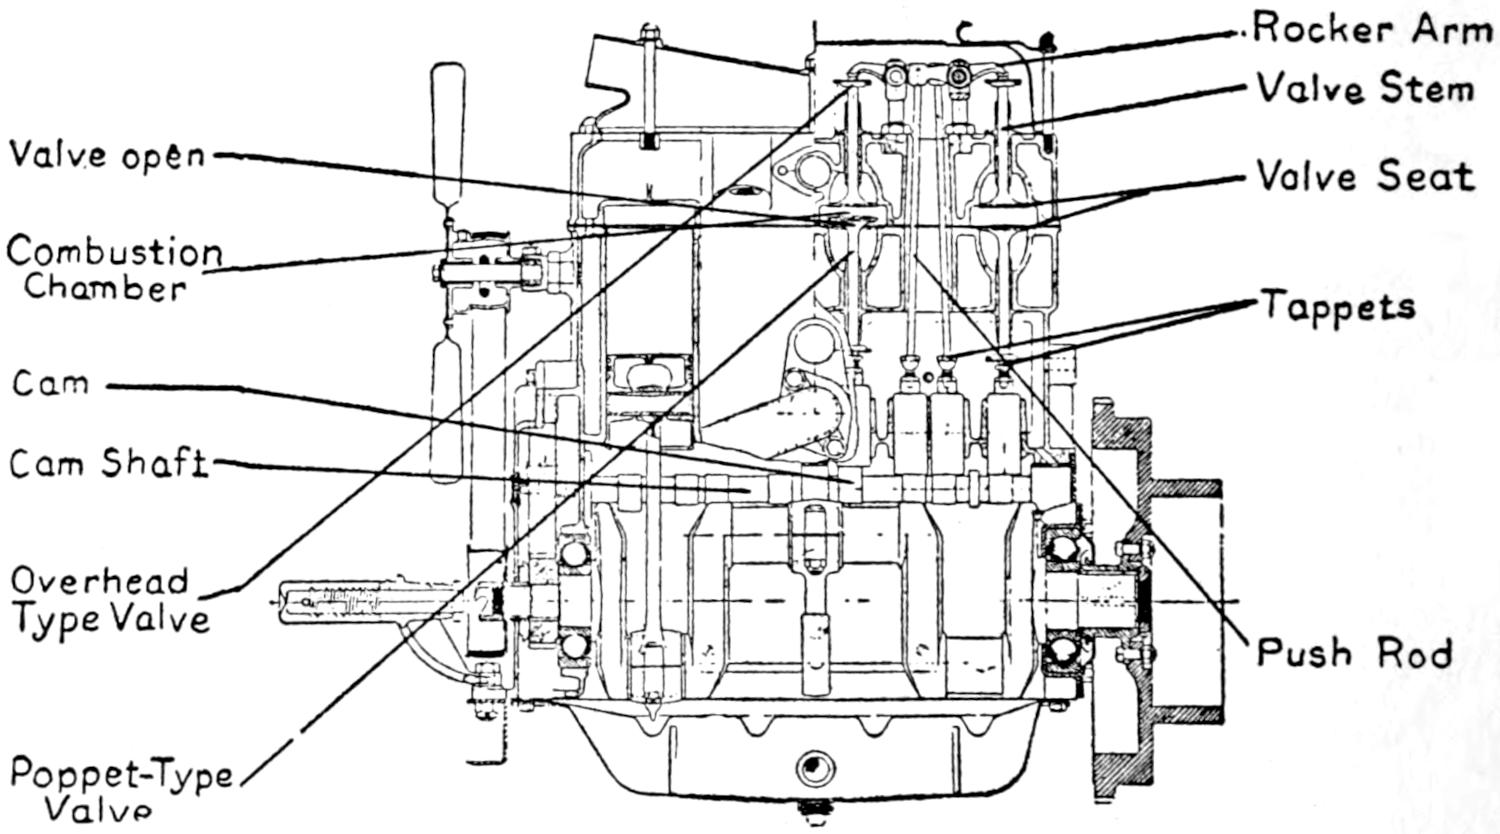 Valve open
Combustion
Chamber
Cam
Cam Shaft
Overhead
Type Valve
Poppet-Type
Valve
Rocker Arm
Valve Stem
Valve Seat
Tappets
Push Rod